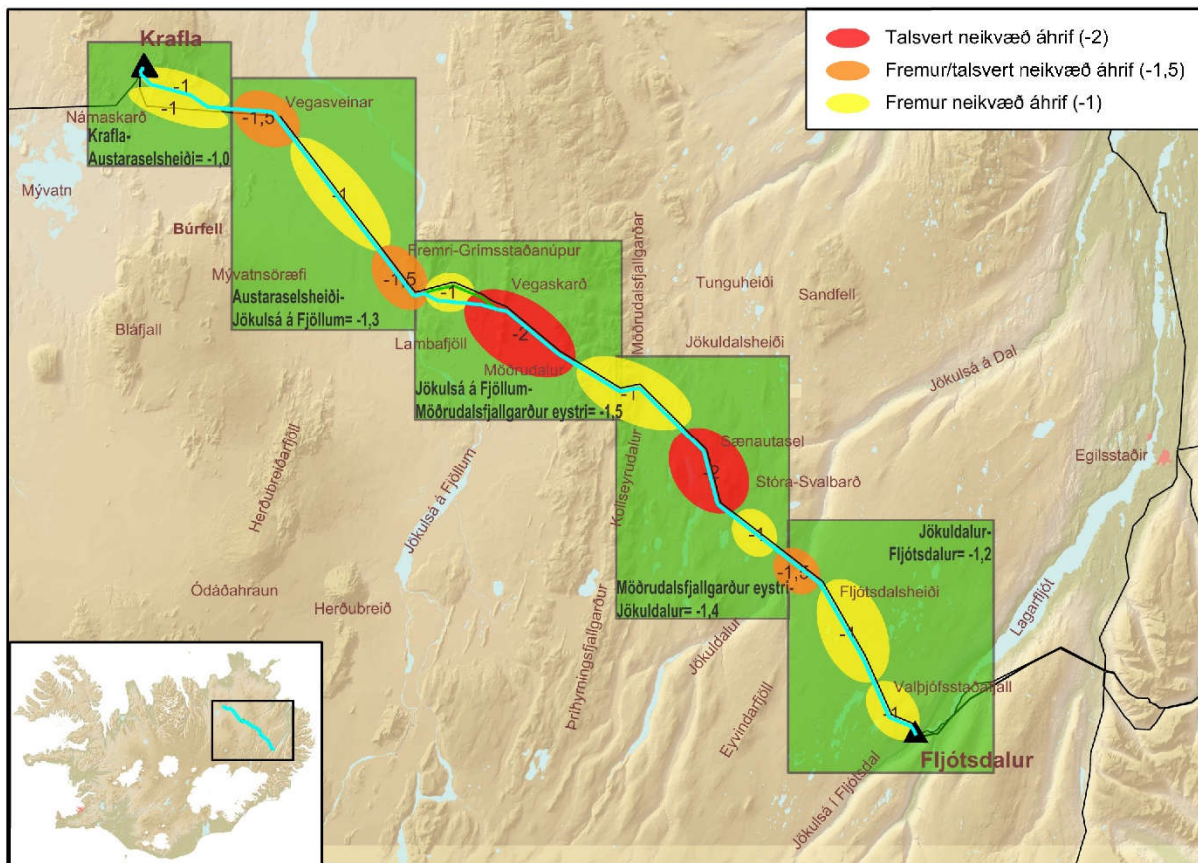 Krafla
Talsvert neikvæð áhrif (-2)
Fremur/talsvert neikvæð áhrif (-1,5)
Fremur neikvæð áhrif (-1)
-1
-1
Námaskarð
Krafla-
Austaraselsheiði= -1,0
Vegasveinar
-1,5
Mývatn
-1
Búrfell
Fremri-Grímsstaðanúpur
Mývatnsöræfi
-1,5
Austaraselsheiði-
Jökulsá á Fjöllum= -1,3
Bláfjall
-1
Vegaskarð
Möðrudalsfjallgarðar
Tunguheiði
Sandfell
-2
Lambafjöll
Möðrudalur
Jökuldalsheiði
Jökulsá á Dal
Jökulsá á Fjöllum-
Möðrudalsfjallgarður eystri= -1,5
-1
Herðubreiðarfjöll
Sænautasel
-2
Stóra-Svalbarð
Egilsstaðir
Kollseyrudalur
Jökulsá á Fjöllum
-1
Jökuldalur-
Fljótsdalur= -1,2
-1,5
Ódáðahraun
Herðubreið
Möðrudalsfjallgarður eystri-
Jökuldalur= -1,4
Fljótsdalsheiði
-1
Lagarfljót
Þríhyrningsfjallgarður
Jökuldalur
Eyvindarfjöll
Valþjófsstaðafjall
-1
Fljótsdalur
Jökulsá í Fljótsdal